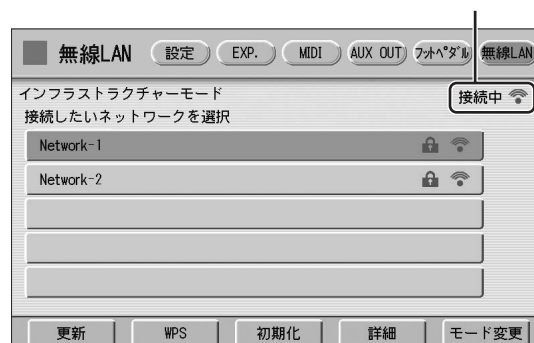 無線LAN 設定 EXP. MIDI AUX OUT フットペダル 無線LAN
インフラストラクチャーモード 接続中
接続したいネットワークを選択
Network-1
Network-2
更新 WPS 初期化 詳細 モード変更